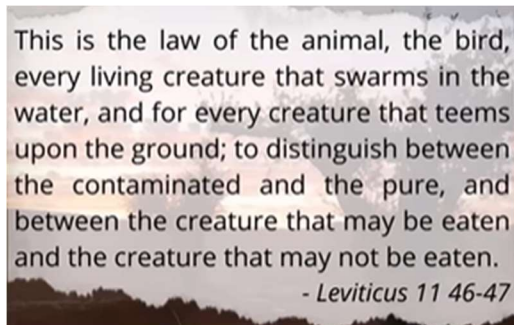 This is the law of the animal, the bird,
every living creature that swarms in the
water, and for every creature that teems
upon the ground; to distinguish between
the contaminated and the pure, and
between the creature that may be eaten
and the creature that may not be eaten.
- Leviticus 11 46-47